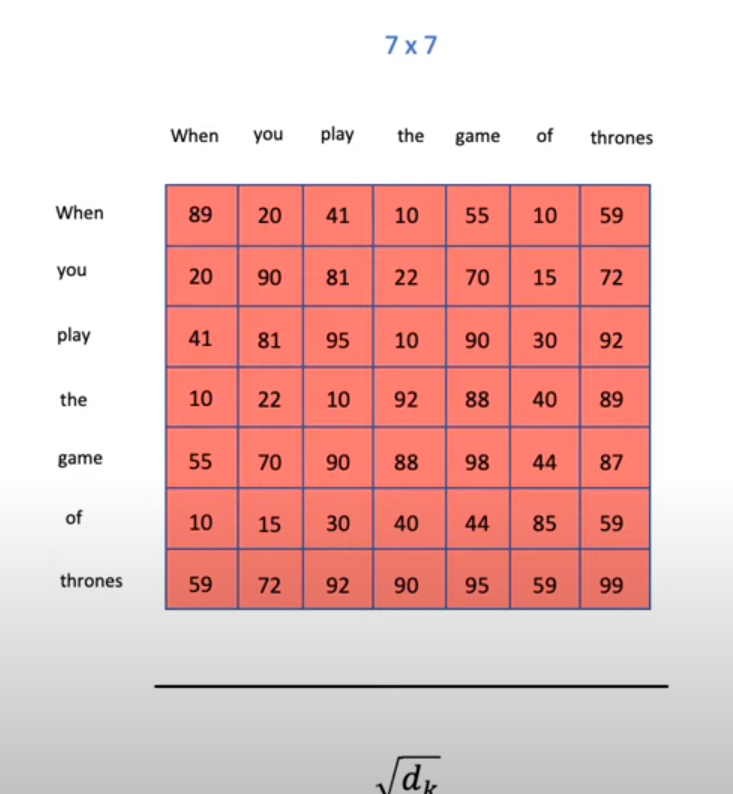 7 x 7
When you play the game of thrones
When 89 20 41 10 55 10 59
you 20 90 81 22 70 15 72
play 41 81 95 10 90 30 92
the 10 22 10 92 88 40 89
game 55 70 90 88 98 44 87
of 10 15 30 40 44 85 59
thrones 59 72 92 90 95 59 99
√dk